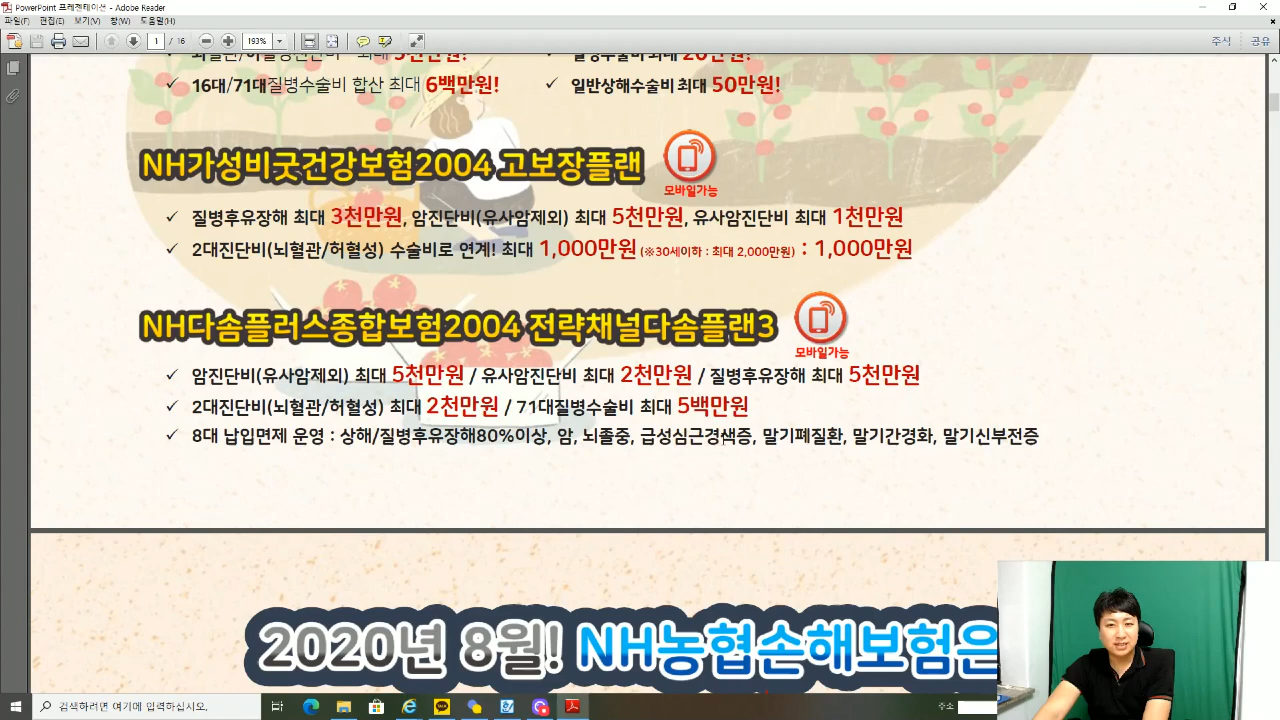 PowerPoint 프레젠테이션 - Adobe Reader
파일(F) 편집(E) 보기(V) 창(W) 도움말(H)
1 / 16 193% 주석 공유
16대/71대질병수술비 합산 최대 6백만원! 일반상해수술비 최대 50만원!
NH가성비굿건강보험2004 고보장플랜
모바일가능
질병후유장해 최대 3천만원, 암진단비(유사암제외) 최대 5천만원, 유사암진단비 최대 1천만원
2대진단비(뇌혈관/허혈성) 수술비로 연계! 최대 1,000만원 (※30세이하 : 최대 2,000만원) : 1,000만원
NH다솜플러스종합보험2004 전략채널다솜플랜3
모바일가능
암진단비(유사암제외) 최대 5천만원 / 유사암진단비 최대 2천만원 / 질병후유장해 최대 5천만원
2대진단비(뇌혈관/허혈성) 최대 2천만원 / 71대질병수술비 최대 5백만원
8대 납입면제 운영 : 상해/질병후유장해80%이상, 암, 뇌졸중, 급성심근경색증, 말기폐질환, 말기간경화, 말기신부전증
2020년 8월! NH농협손해보험은
검색하려면 여기에 입력하십시오.
주소